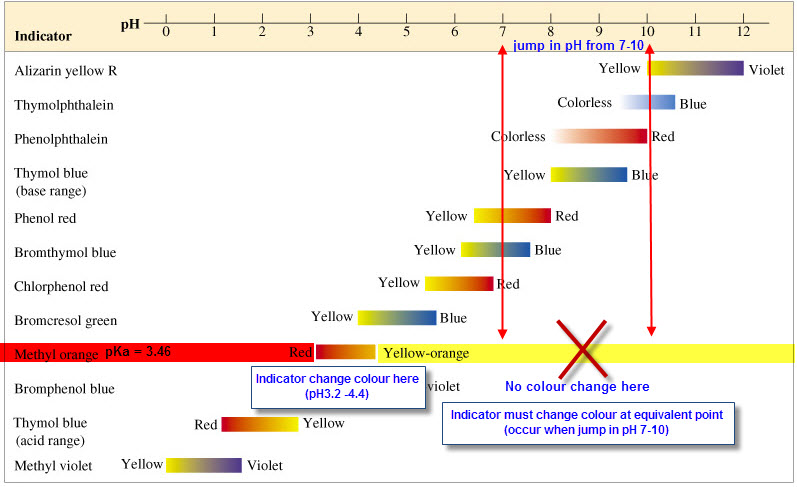 pH
0 1 2 3 4 5 6 7 8 9 10 11 12
Indicator
jump in pH from 7-10
Alizarin yellow R Yellow Violet
Thymolphthalein Colorless Blue
Phenolphthalein Colorless Red
Thymol blue Yellow Blue
(base range)
Phenol red Yellow Red
Bromthymol blue Yellow Blue
Chlorphenol red Yellow Red
Bromcresol green Yellow Blue
Methyl orange pKa = 3.46 Red Yellow-orange
Indicator change colour here
(pH3.2 -4.4)
Bromphenol blue violet No colour change here
Indicator must change colour at equivalent point
(occur when jump in pH 7-10)
Thymol blue Red Yellow
(acid range)
Methyl violet Yellow Violet